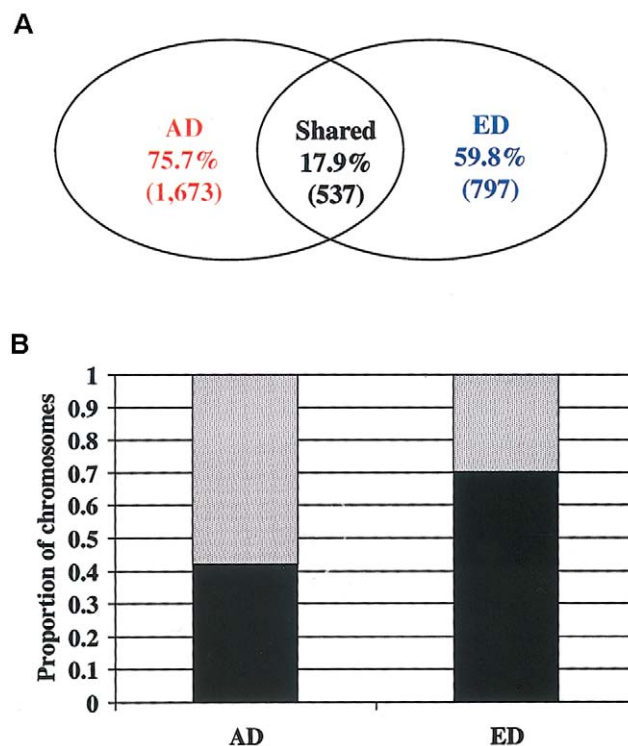 A
AD
75.7%
(1,673)
Shared
17.9%
(537)
ED
59.8%
(797)
B
Proportion of chromosomes
1
0.9
0.8
0.7
0.6
0.5
0.4
0.3
0.2
0.1
0
AD
ED